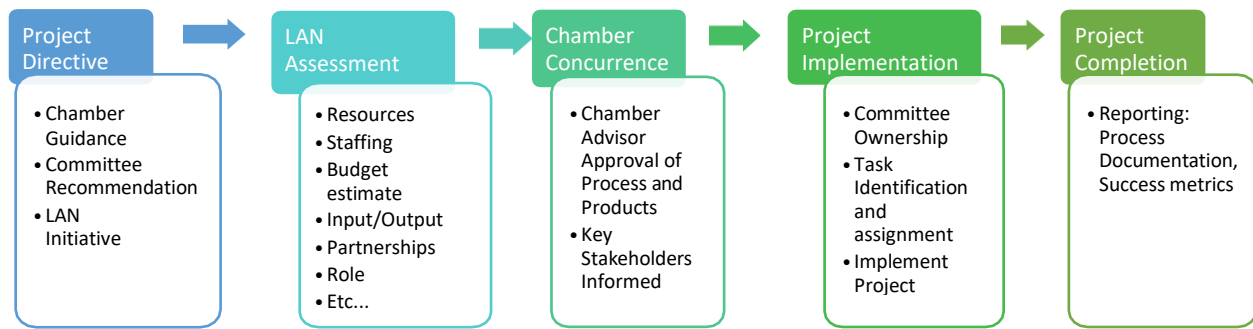 Project
Directive
• Chamber
Guidance
• Committee
Recommendation
• LAN
Initiative
LAN
Assessment
• Resources
• Staffing
• Budget
estimate
• Input/Output
• Partnerships
• Role
• Etc...
Chamber
Concurrence
• Chamber
Advisor
Approval of
Process and
Products
• Key
Stakeholders
Informed
Project
Implementation
• Committee
Ownership
• Task
Identification
and
assignment
• Implement
Project
Project
Completion
• Reporting:
Process
Documentation,
Success metrics